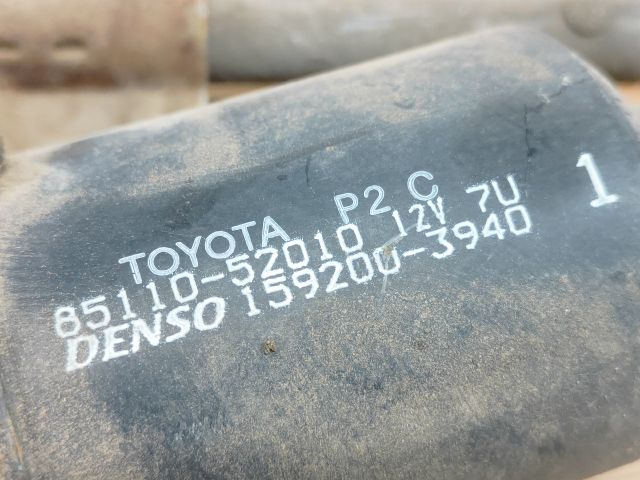 TOYOTA P2 C
85110-52010 12V 7U 1
DENSO 159200-3940